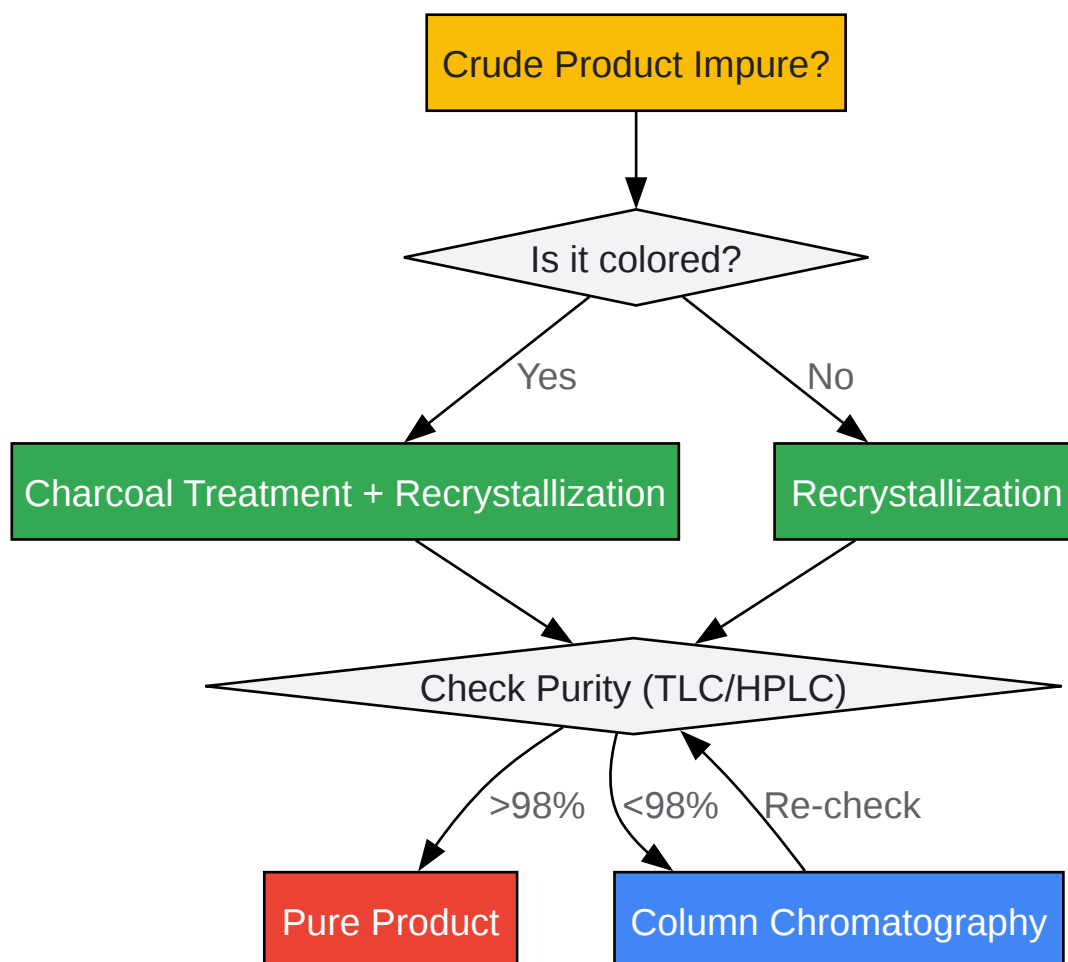 Crude Product Impure?
Is it colored?
Yes
No
Charcoal Treatment + Recrystallization
Recrystallization
Check Purity (TLC/HPLC)
>98%
<98%
Re-check
Pure Product
Column Chromatography